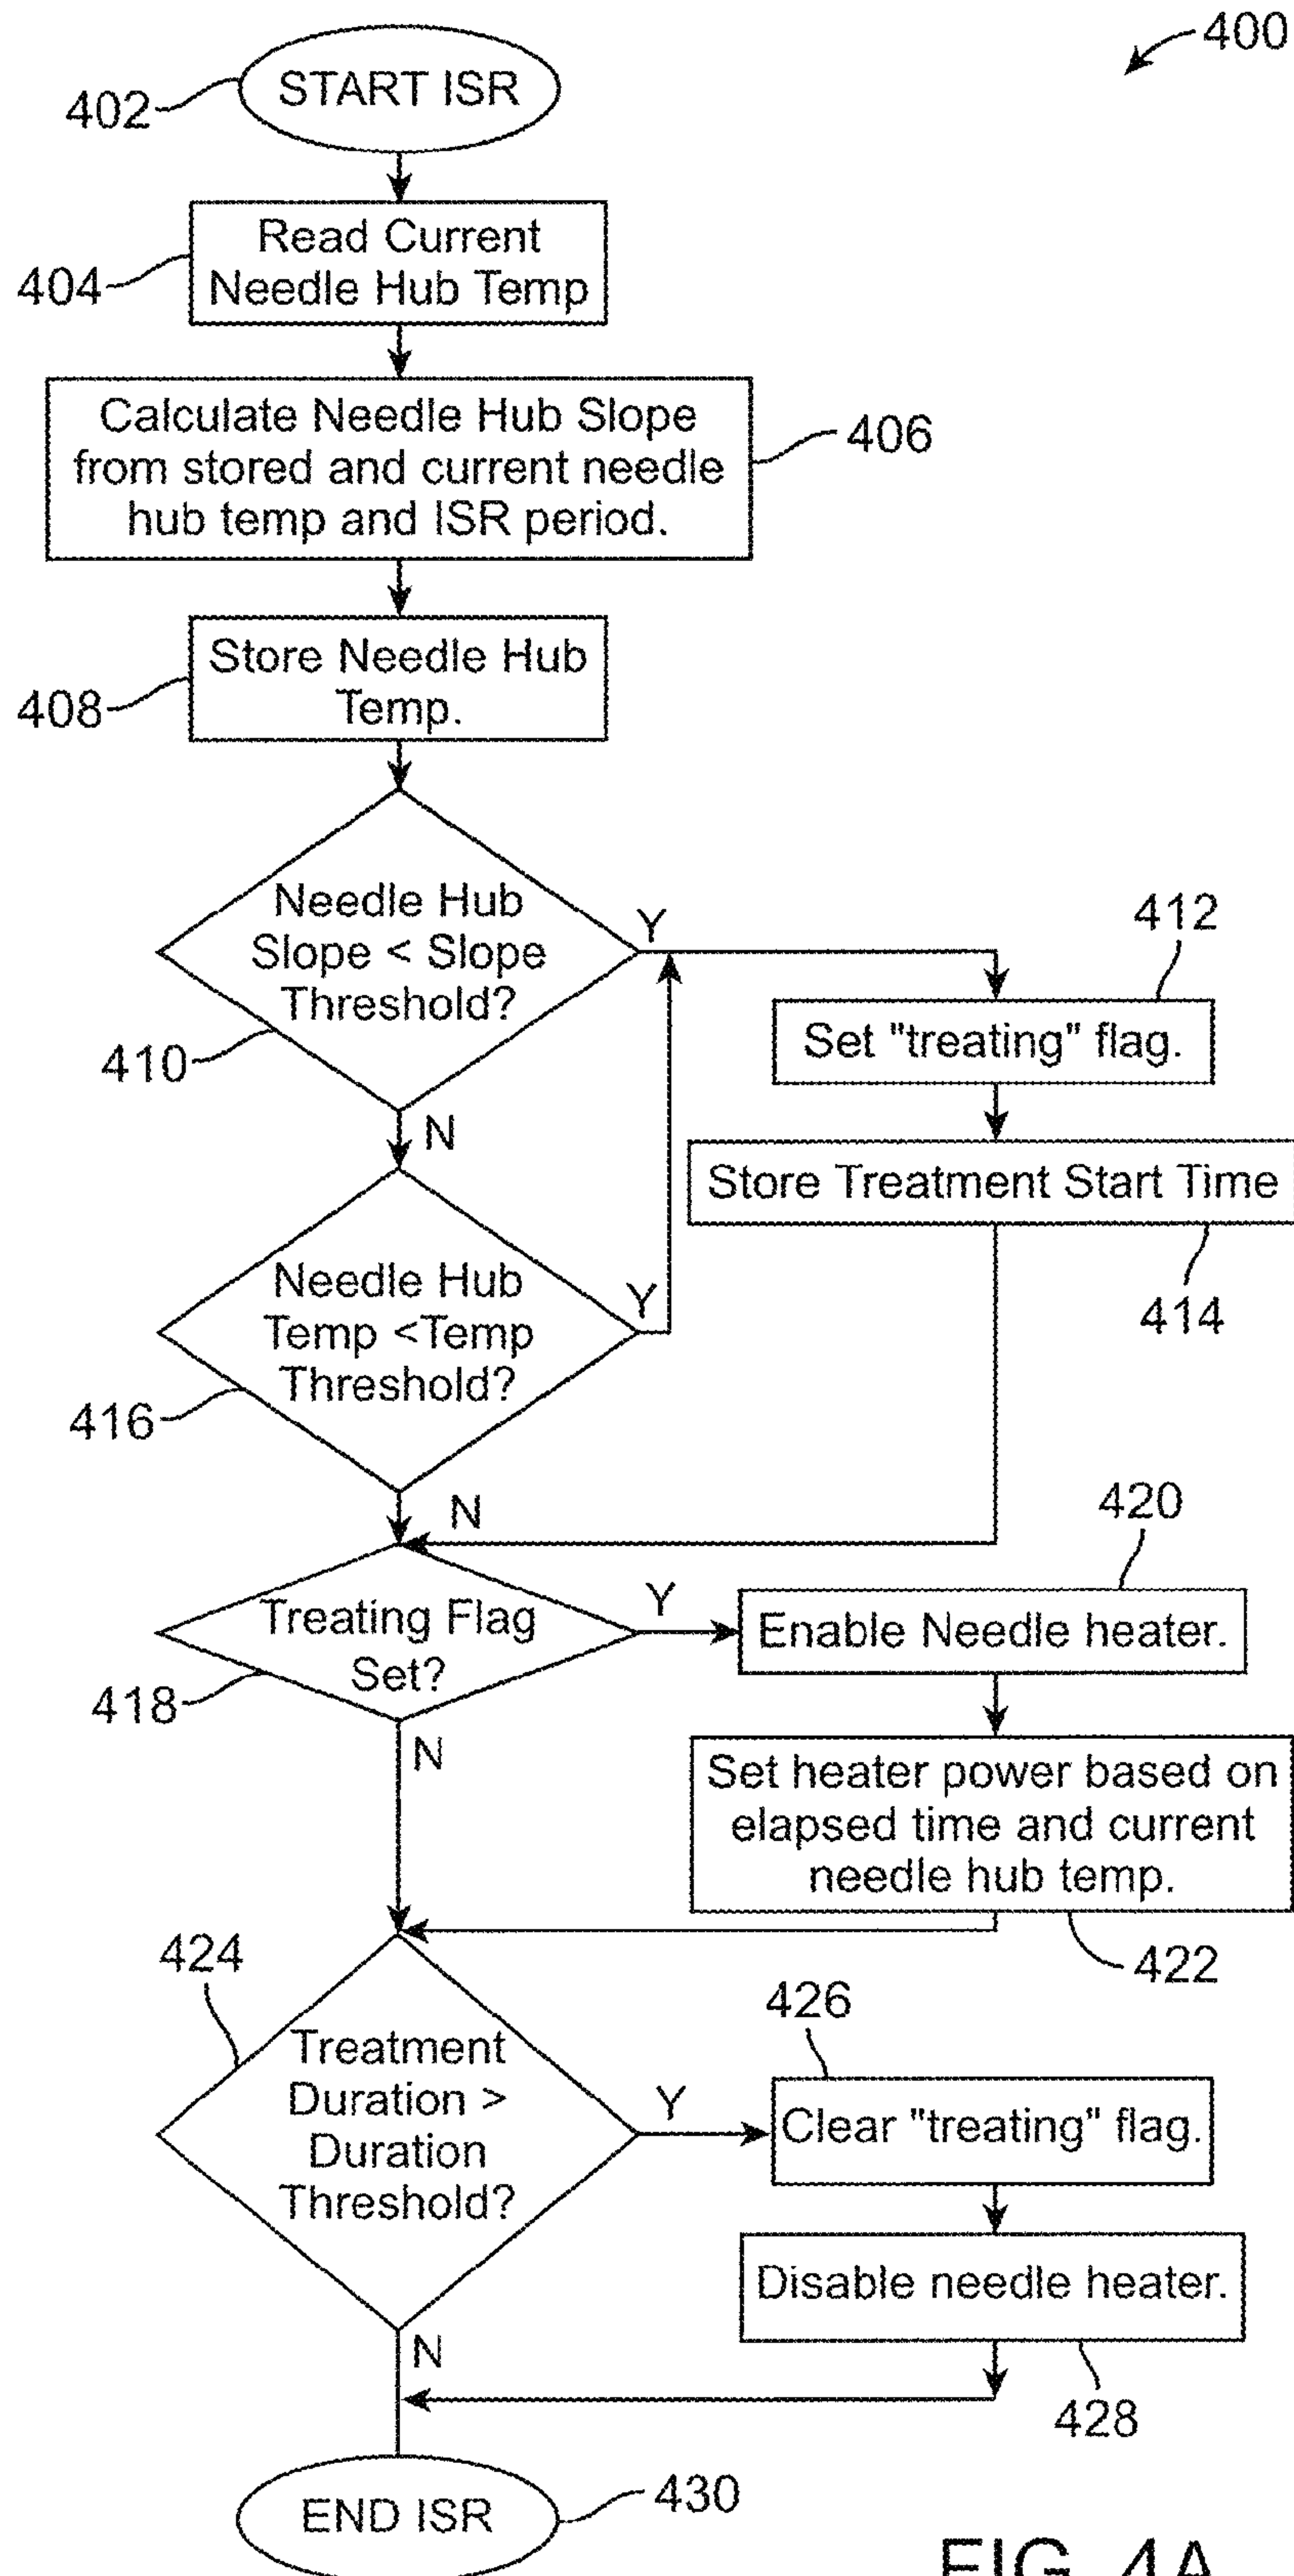 400
402
START ISR
404
Read Current
Needle Hub Temp
Calculate Needle Hub Slope
from stored and current needle
hub temp and ISR period.
406
408
Store Needle Hub
Temp.
Needle Hub
Slope < Slope
Threshold?
Y
410
N
412
Set "treating" flag.
Store Treatment Start Time
414
Needle Hub
Temp <Temp
Threshold?
Y
416
N
420
Treating Flag
Set?
Y
418
N
Enable Needle heater.
Set heater power based on
elapsed time and current
needle hub temp.
422
424
Treatment
Duration >
Duration
Threshold?
Y
N
426
Clear "treating" flag.
Disable needle heater.
428
END ISR
430
FIG. 4A